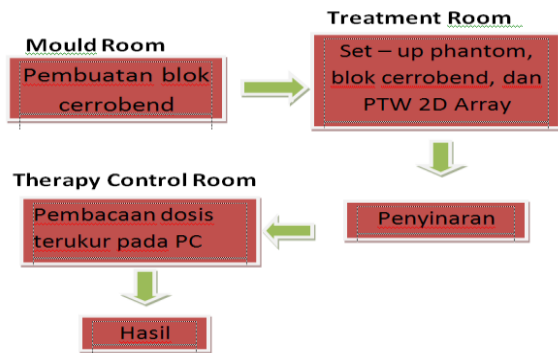 Mould Room
Pembuatan blok
cerrobend
Treatment Room
Set – up phantom,
blok cerrobend, dan
PTW 2D Array
Penyinaran
Therapy Control Room
Pembacaan dosis
terukur pada PC
Hasil